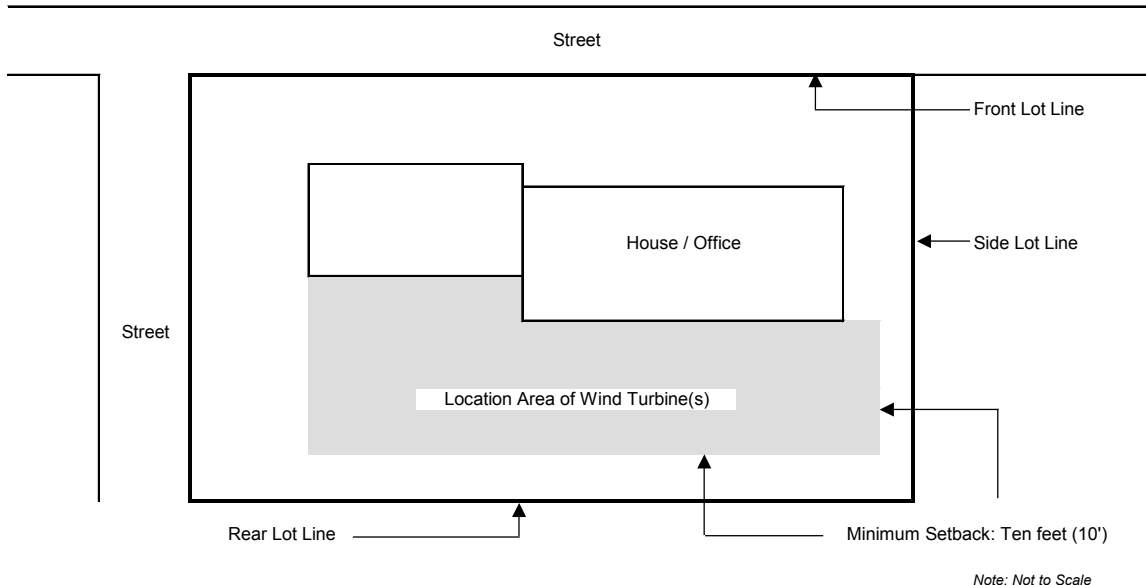 Street
Front Lot Line
House / Office
Side Lot Line
Street
Location Area of Wind Turbine(s)
Rear Lot Line
Minimum Setback: Ten feet (10')
Note: Not to Scale